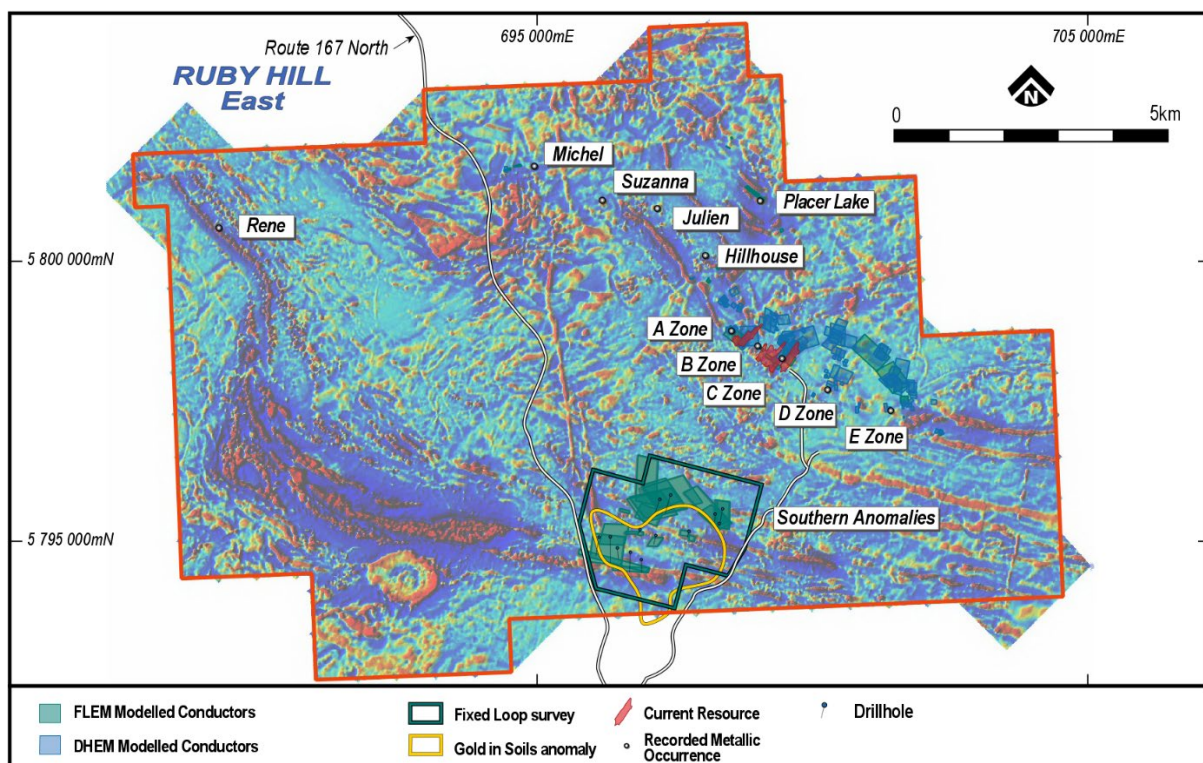 695 000mE
705 000mE
Route 167 North
RUBY HILL
East
N
0
5km
Michel
Suzanna
Placer Lake
Julien
Rene
Hillhouse
5 800 000mN
A Zone
B Zone
C Zone
D Zone
E Zone
Southern Anomalies
5 795 000mN
FLEM Modelled Conductors
Fixed Loop survey
Current Resource
Drillhole
DHEM Modelled Conductors
Gold in Soils anomaly
Recorded Metallic
Occurrence